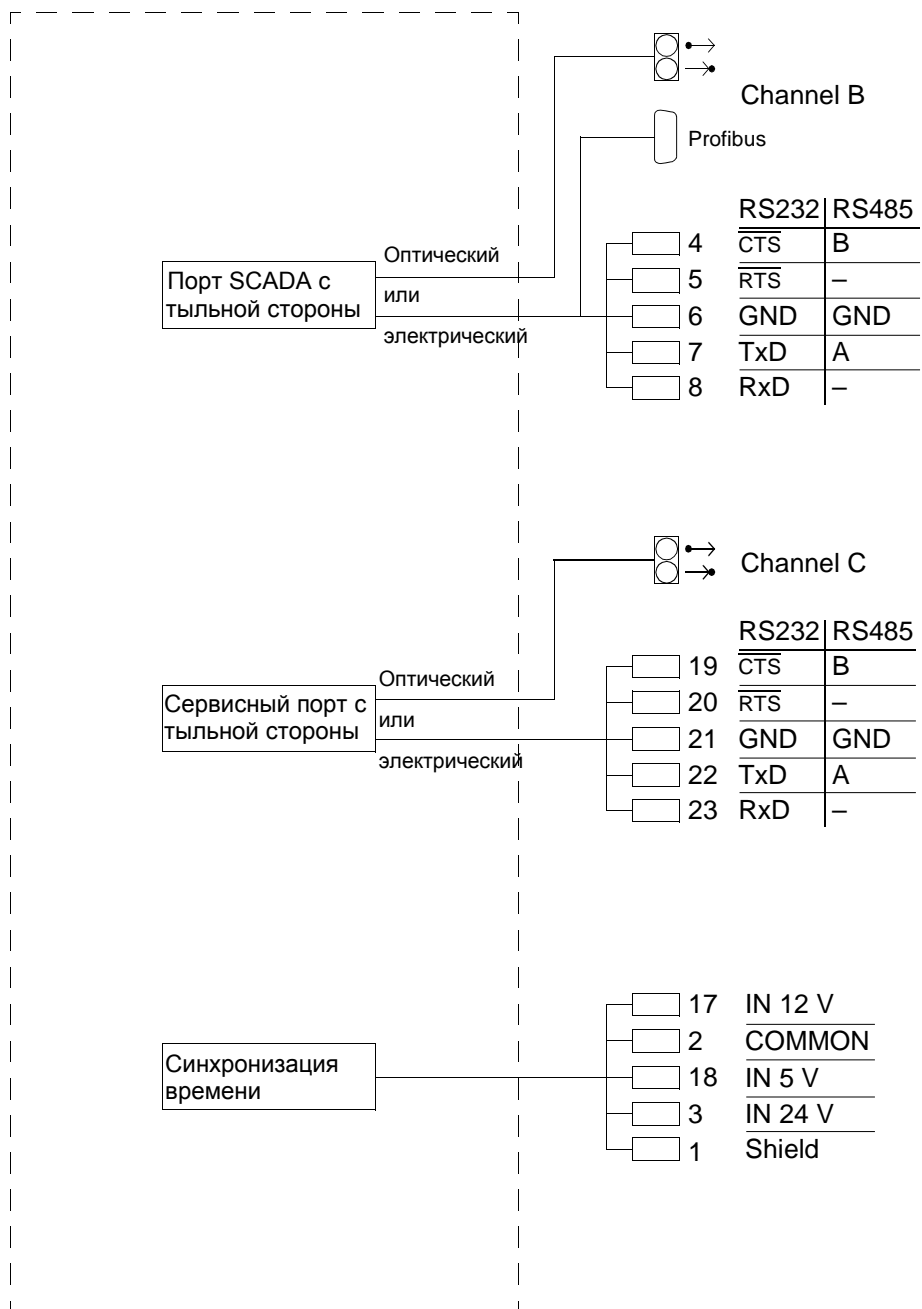 Channel B
Profibus
RS232 RS485
Оптический
4 CTS B
Порт SCADA с
тыльной стороны
или
5 RTS –
6 GND GND
электрический
7 TxD A
8 RxD –
Channel C
RS232 RS485
Оптический
19 CTS B
Сервисный порт с
тыльной стороны
или
20 RTS –
21 GND GND
электрический
22 TxD A
23 RxD –
17 IN 12 V
Синхронизация
времени
2 COMMON
18 IN 5 V
3 IN 24 V
1 Shield